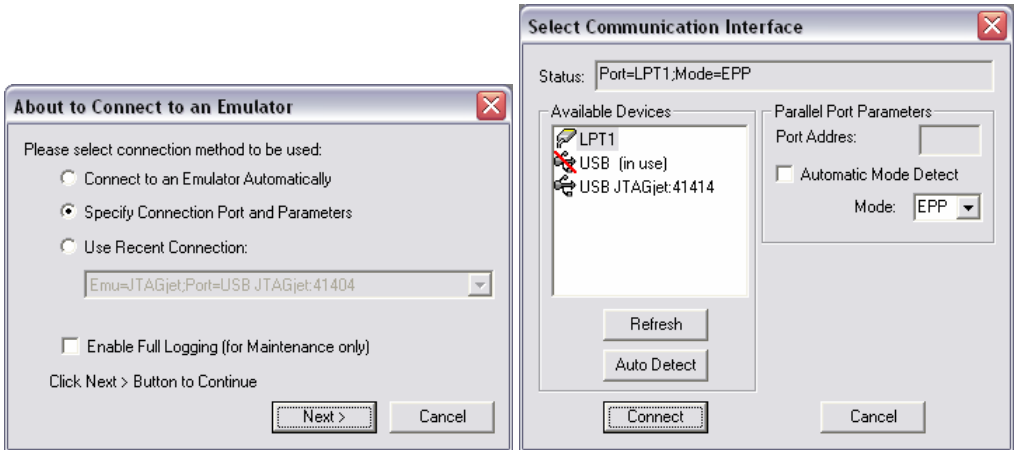 About to Connect to an Emulator
Please select connection method to be used:
Connect to an Emulator Automatically
Specify Connection Port and Parameters
Use Recent Connection:
Emu=JTAGjet;Port=USB JTAGjet:41404
Enable Full Logging (for Maintenance only)
Click Next > Button to Continue
Next >
Cancel
Select Communication Interface
Status: Port=LPT1;Mode=EPP
Available Devices
LPT1
USB (in use)
USB JTAGjet:41414
Refresh
Auto Detect
Parallel Port Parameters
Port Addres:
Automatic Mode Detect
Mode: EPP
Connect
Cancel